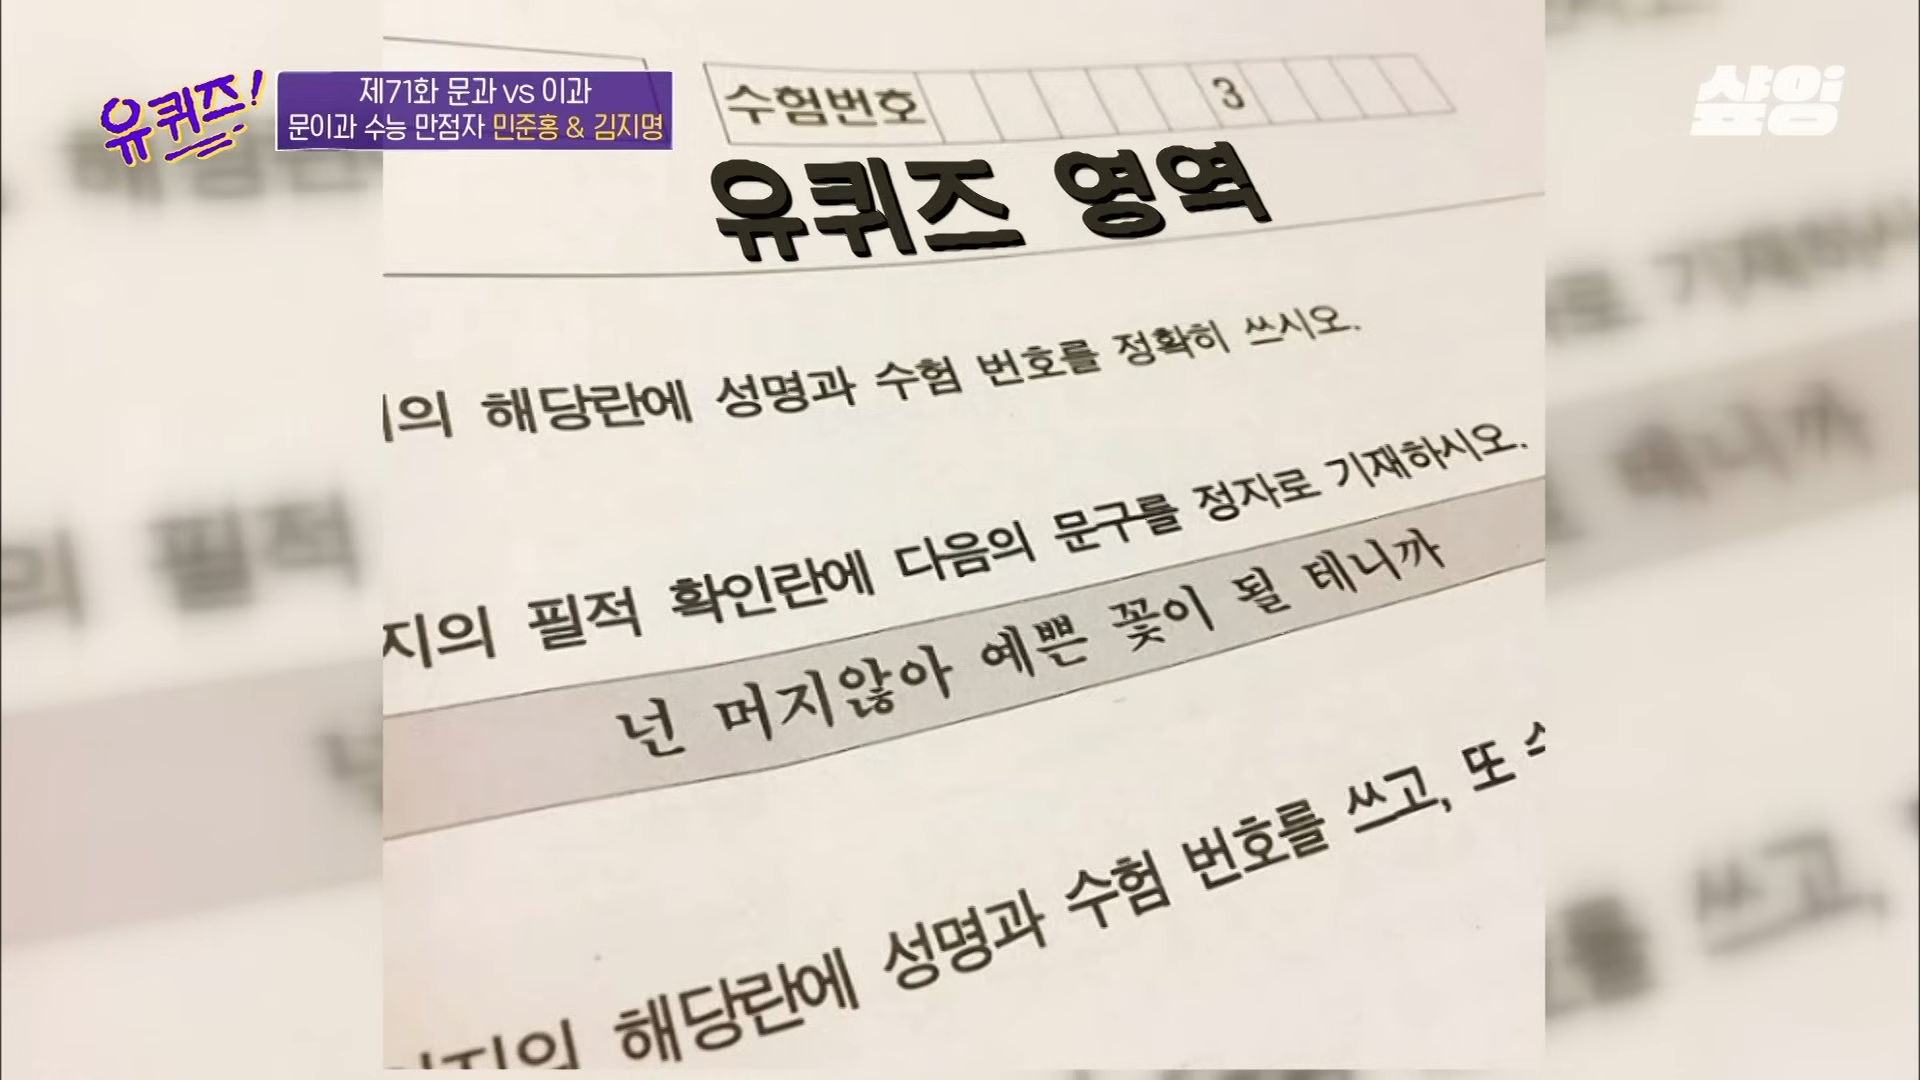 유퀴즈!
제71화 문과 vs 이과
문이과 수능 만점자 민준홍 & 김지명
샾잉
수험번호 3
유퀴즈 영역
의 해당란에 성명과 수험 번호를 정확히 쓰시오.
지의 필적 확인란에 다음의 문구를 정자로 기재하시오.
넌 머지않아 예쁜 꽃이 될 테니까
지의 해당란에 성명과 수험 번호를 쓰고, 또